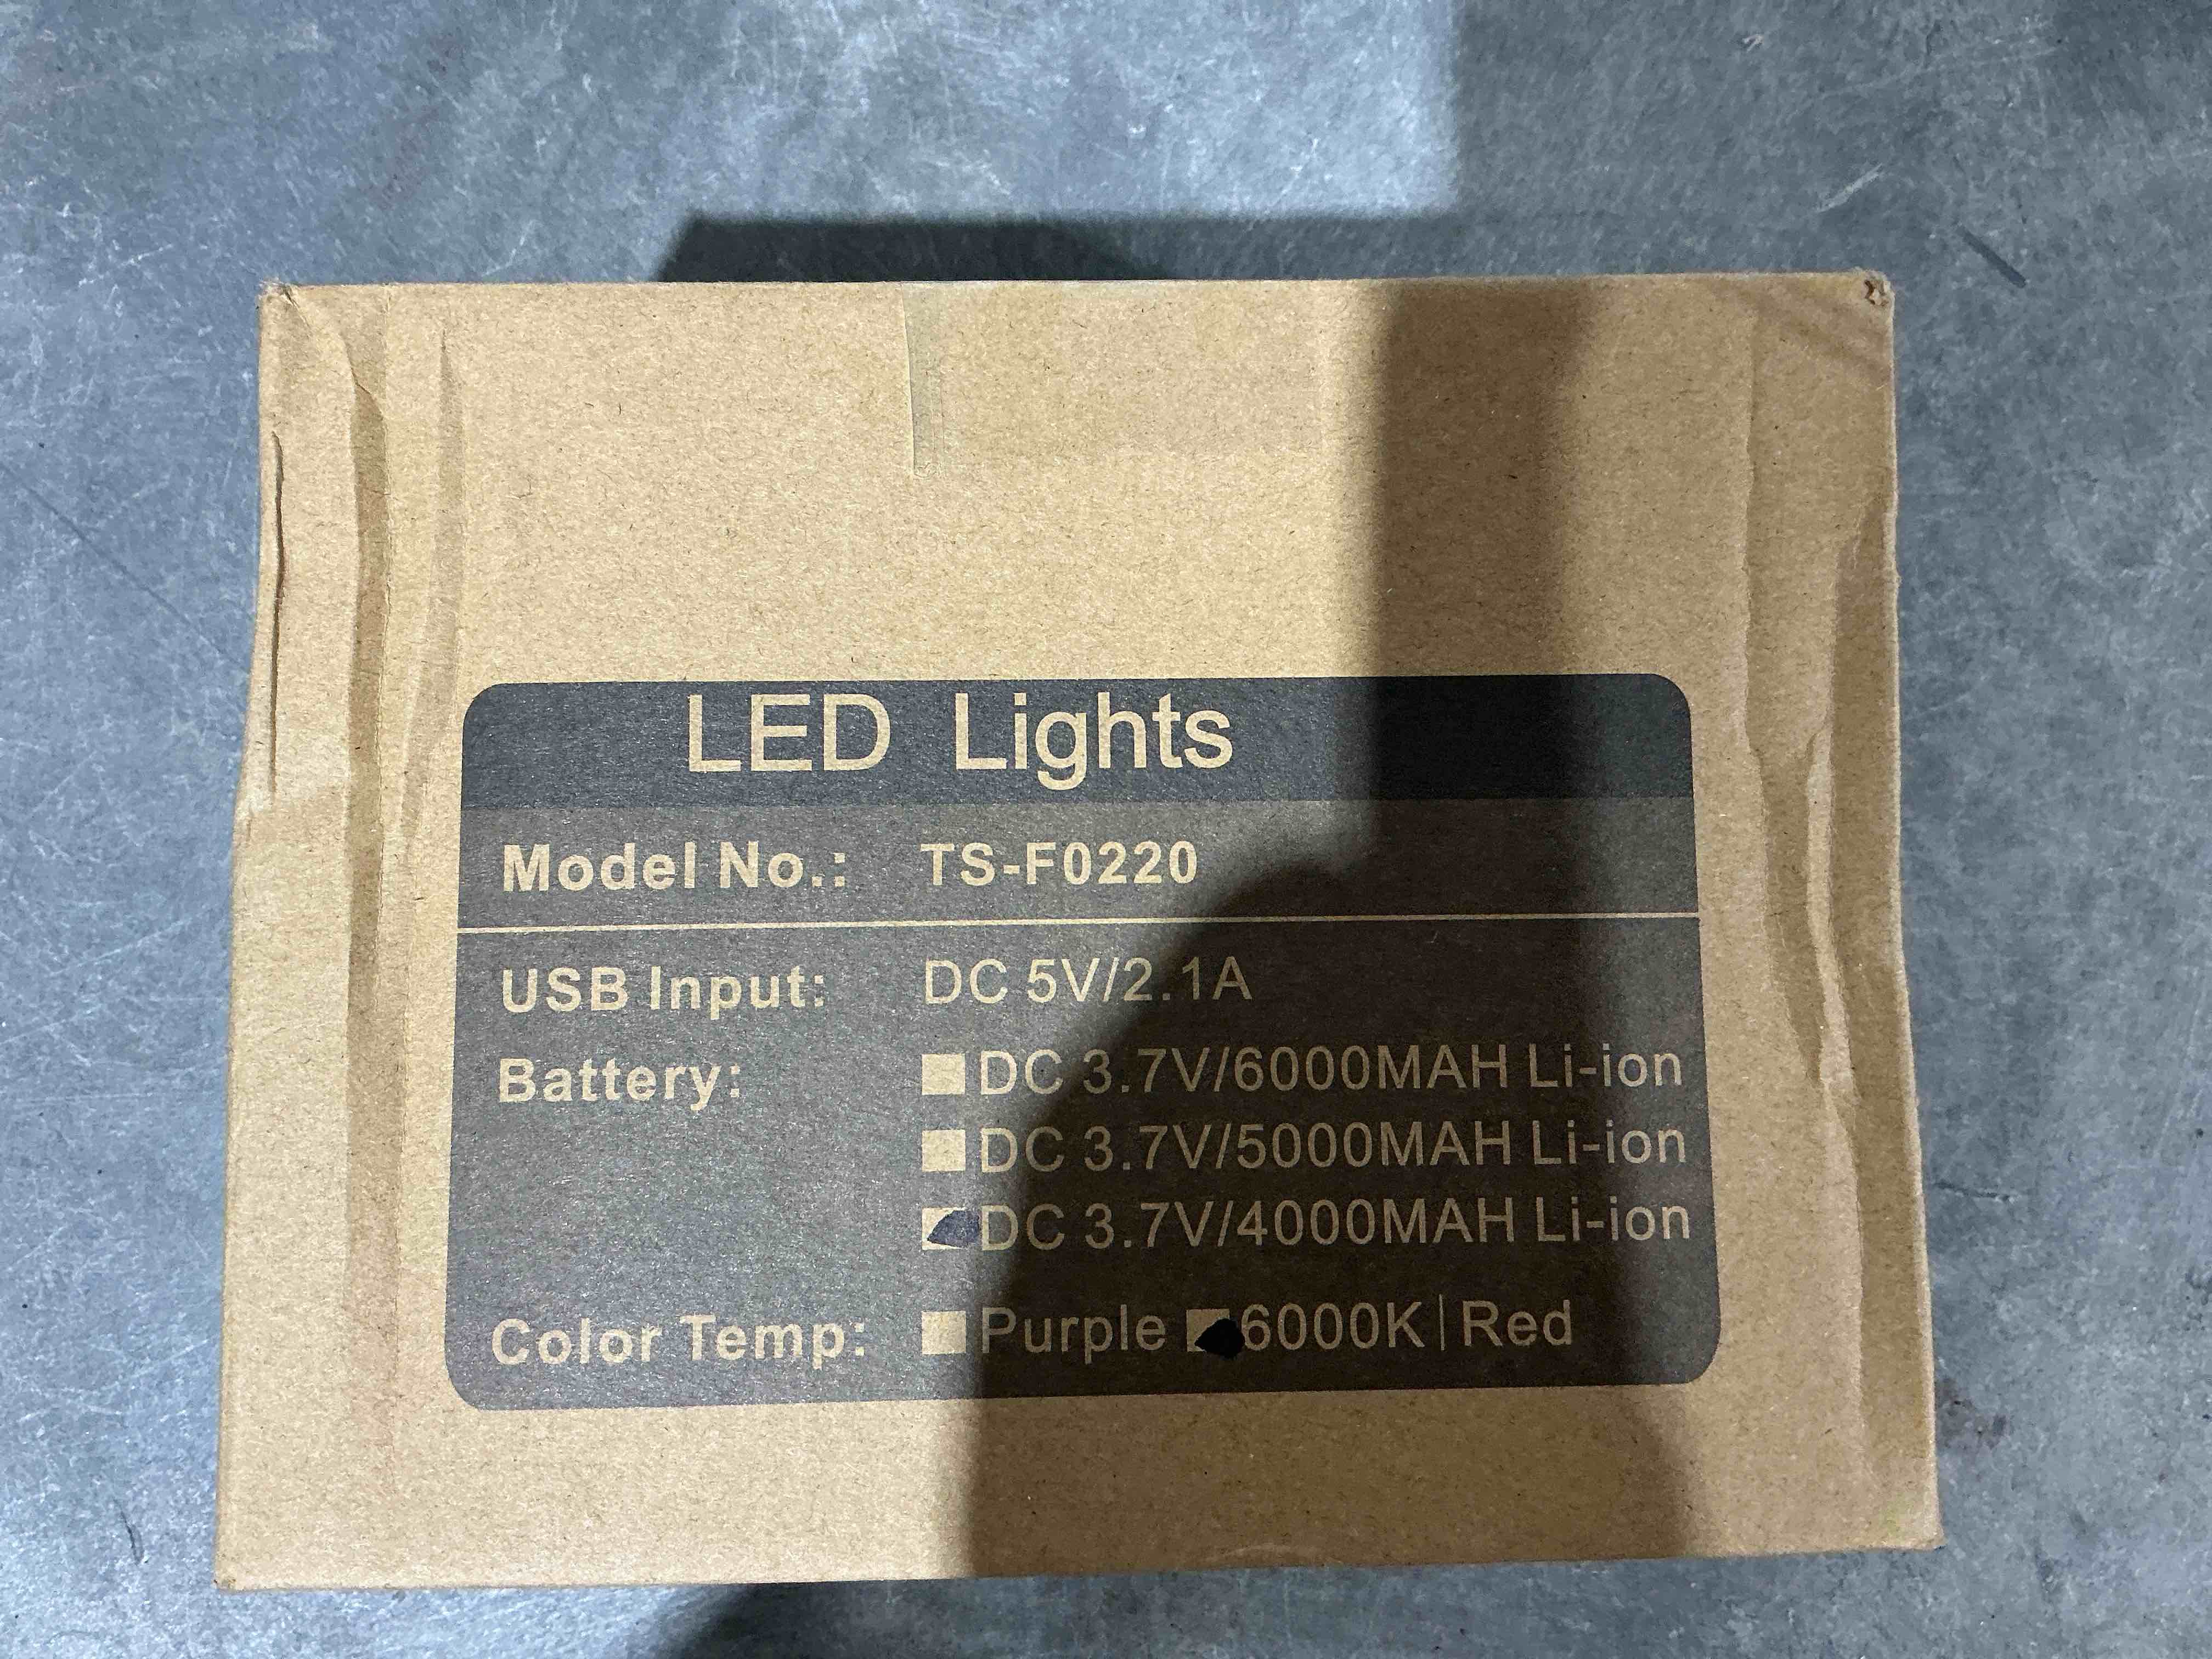 LED Lights
Model No.: TS-F0220
USB Input: DC 5V/2.1A
Battery: DC 3.7V/6000MAH Li-ion
DC 3.7V/5000MAH Li-ion
DC 3.7V/4000MAH Li-ion
Color Temp: Purple 6000K|Red